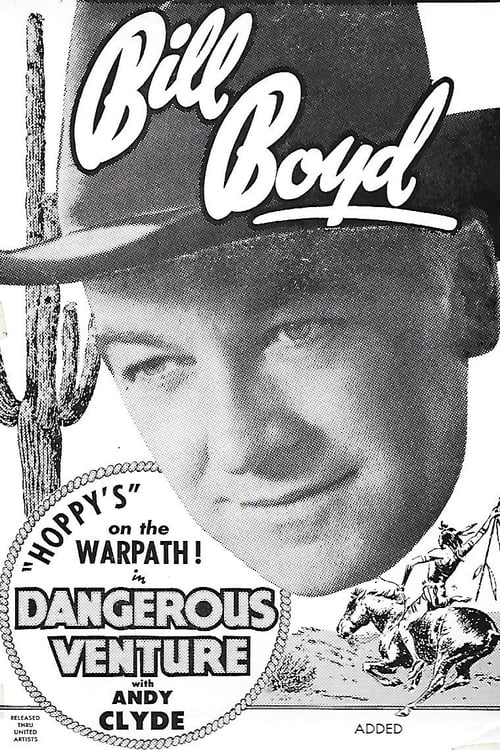 Bill
Boyd
"HOPPY'S"
on the
WARPATH!
in
DANGEROUS
VENTURE
with
ANDY
CLYDE
RELEASED
THRU
UNITED
ARTISTS
ADDED